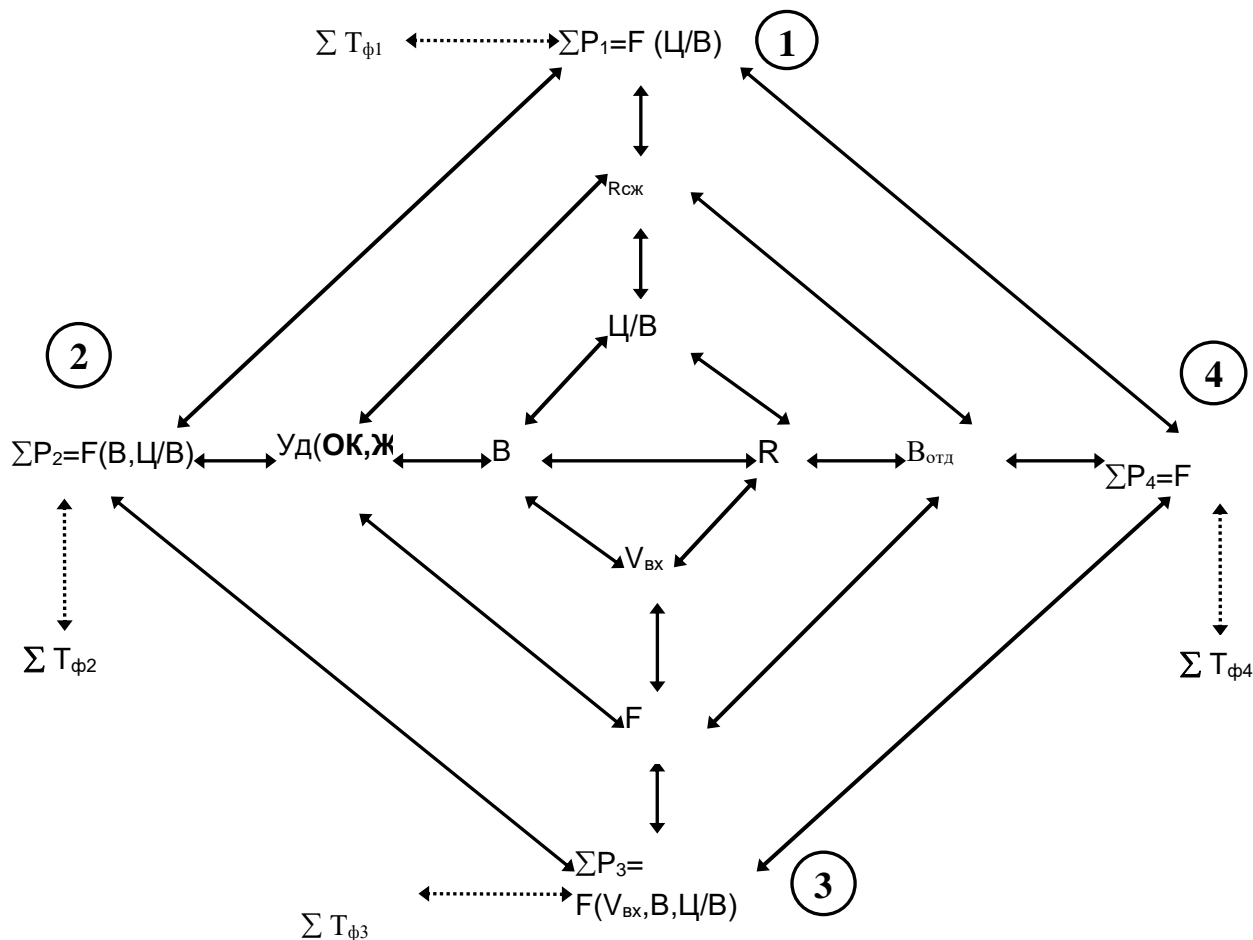 ∑ Тф1
∑P1=F (Ц/В)
1
Rсж
Ц/В
2
4
∑P2=F(В,Ц/В)
Уд(ОК,Ж
В
R
Вотд
∑P4=F
Vвх
∑ Тф2
∑ Тф4
F
∑P3=
F(Vвх,В,Ц/В)
3
∑ Тф3